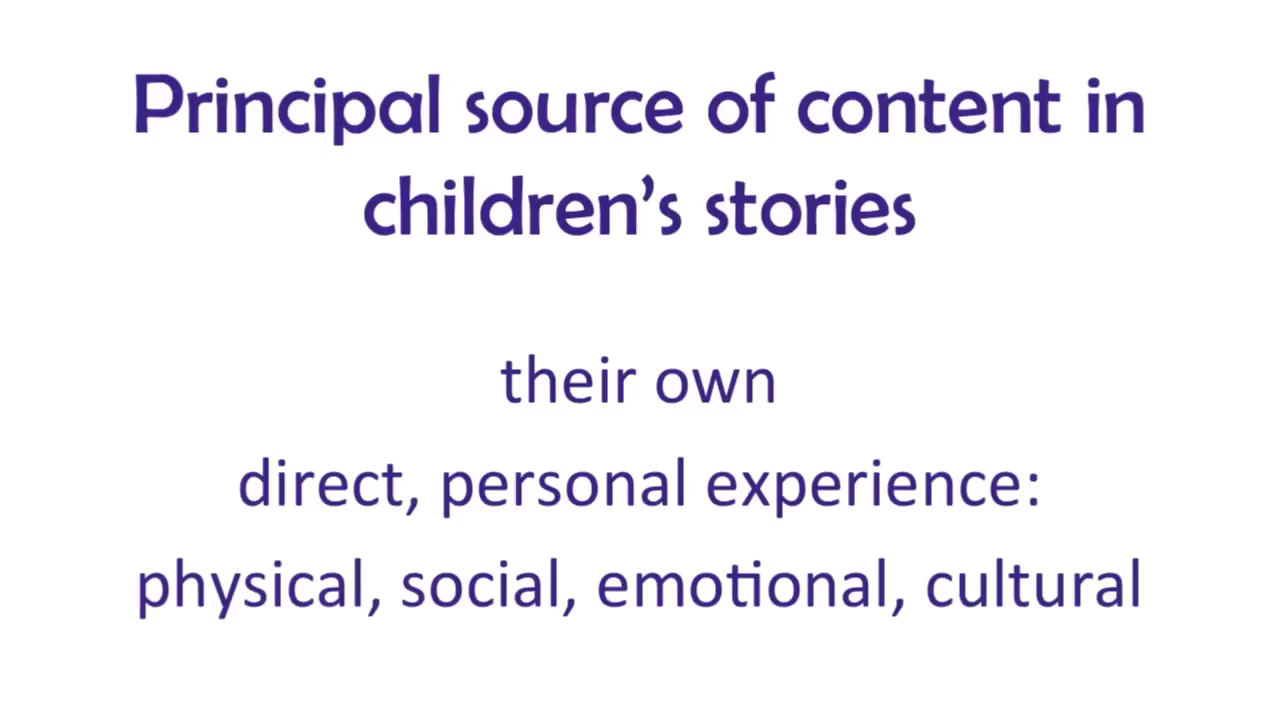 Principal source of content in
children’s stories
their own
direct, personal experience:
physical, social, emotional, cultural